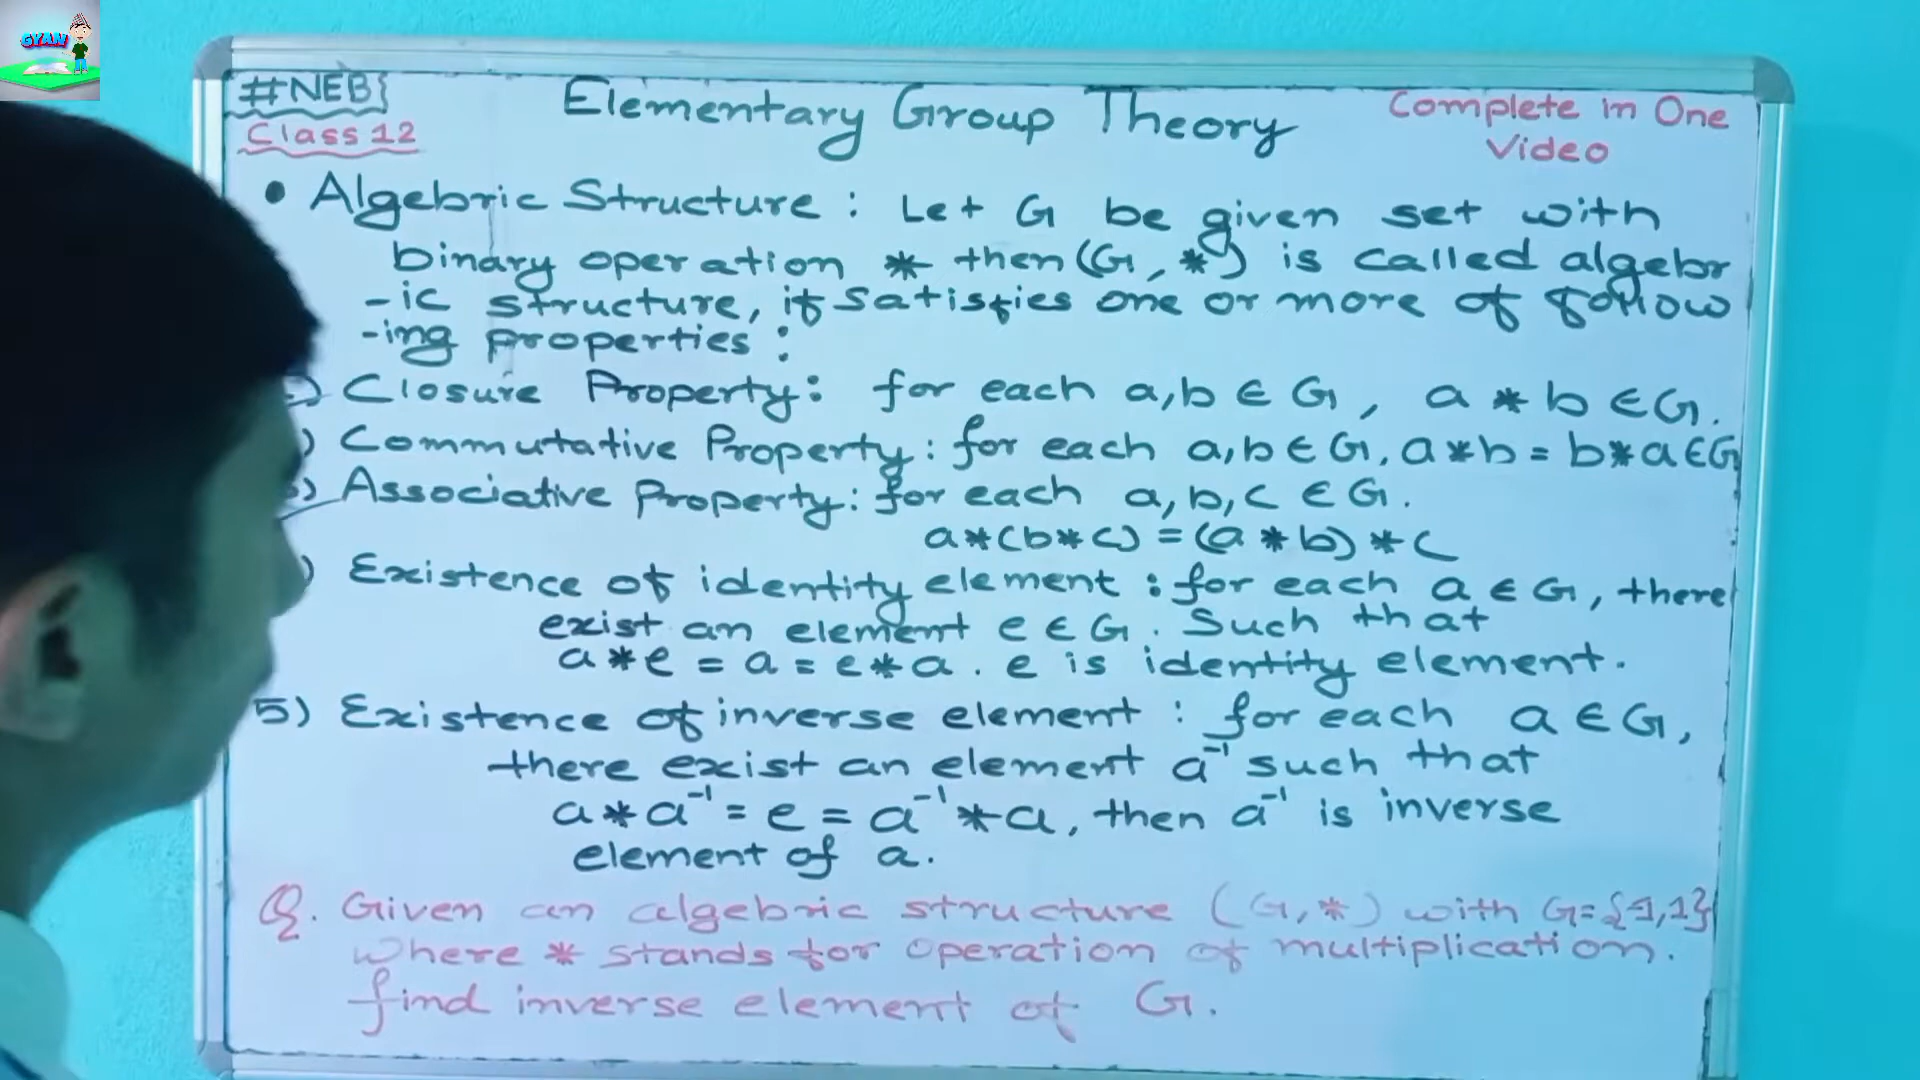 GYAN
#NEB
Class 12
Elementary Group Theory
Complete in One
Video
• Algebric Structure : Let G be given set with
binary operation * then (G, *) is called algebr
-ic structure, if satisfies one or more of follow
-ing properties :
) Closure Property: for each a,b ∈ G, a * b ∈ G.
) Commutative Property : for each a,b ∈ G, a*b = b*a ∈ G
) Associative Property : for each a, b, c ∈ G.
a*(b*c) = (a*b)*c
) Existence of identity element : for each a ∈ G, there
exist an element e ∈ G. Such that
a*e = a = e*a. e is identity element.
5) Existence of inverse element : for each a ∈ G,
there exist an element a⁻¹ such that
a*a⁻¹ = e = a⁻¹*a, then a⁻¹ is inverse
element of a.
Q. Given an algebric structure (G,*) with G={-1,1}
where * stands for operation of multiplication.
find inverse element of G.